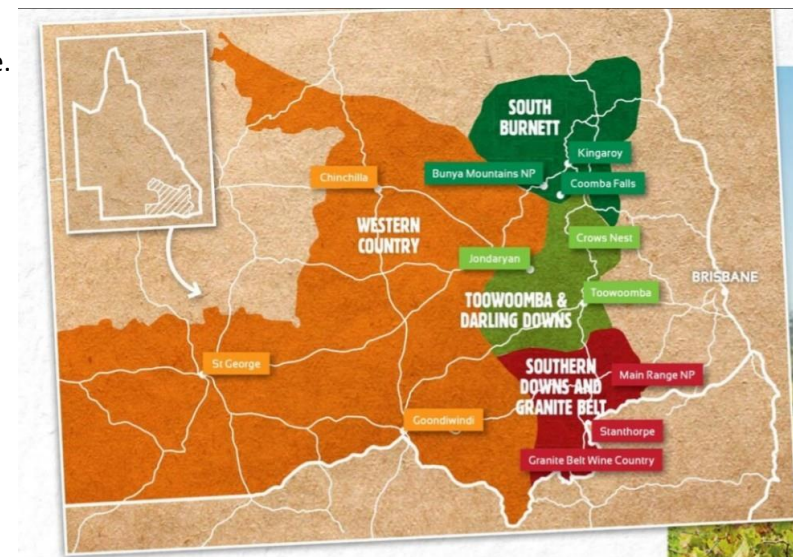 e.
SOUTH
BURNETT
Kingaroy
Bunya Mountains NP
Coomba Falls
Chinchilla
WESTERN
COUNTRY
Crows Nest
Jondaryan
BRISBANE
Toowoomba
TOOWOOMBA &
DARLING DOWNS
St George
SOUTHERN
DOWNS AND
GRANITE BELT
Main Range NP
Goondiwindi
Stanthorpe
Granite Belt Wine Country